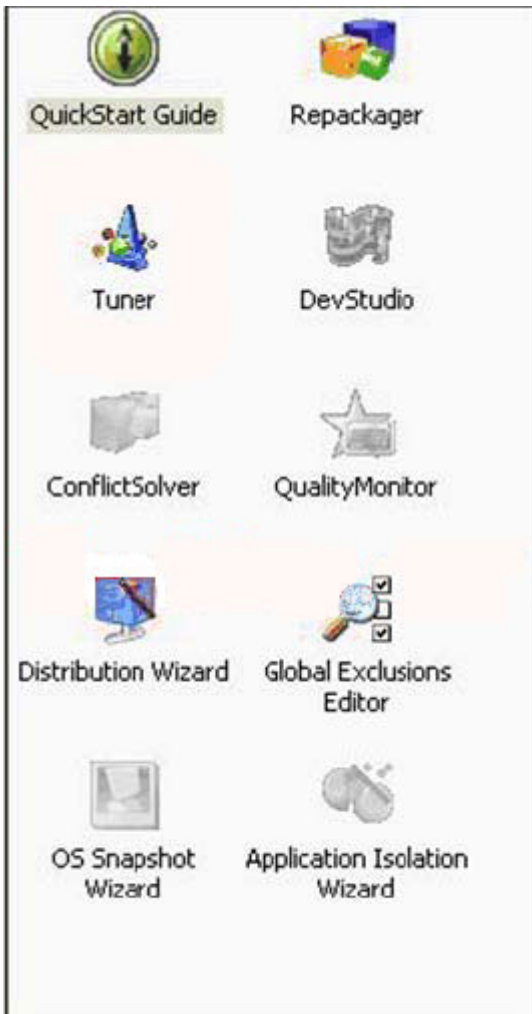 QuickStart Guide
Repackager
Tuner
DevStudio
ConflictSolver
QualityMonitor
Distribution Wizard
Global Exclusions
Editor
OS Snapshot
Wizard
Application Isolation
Wizard